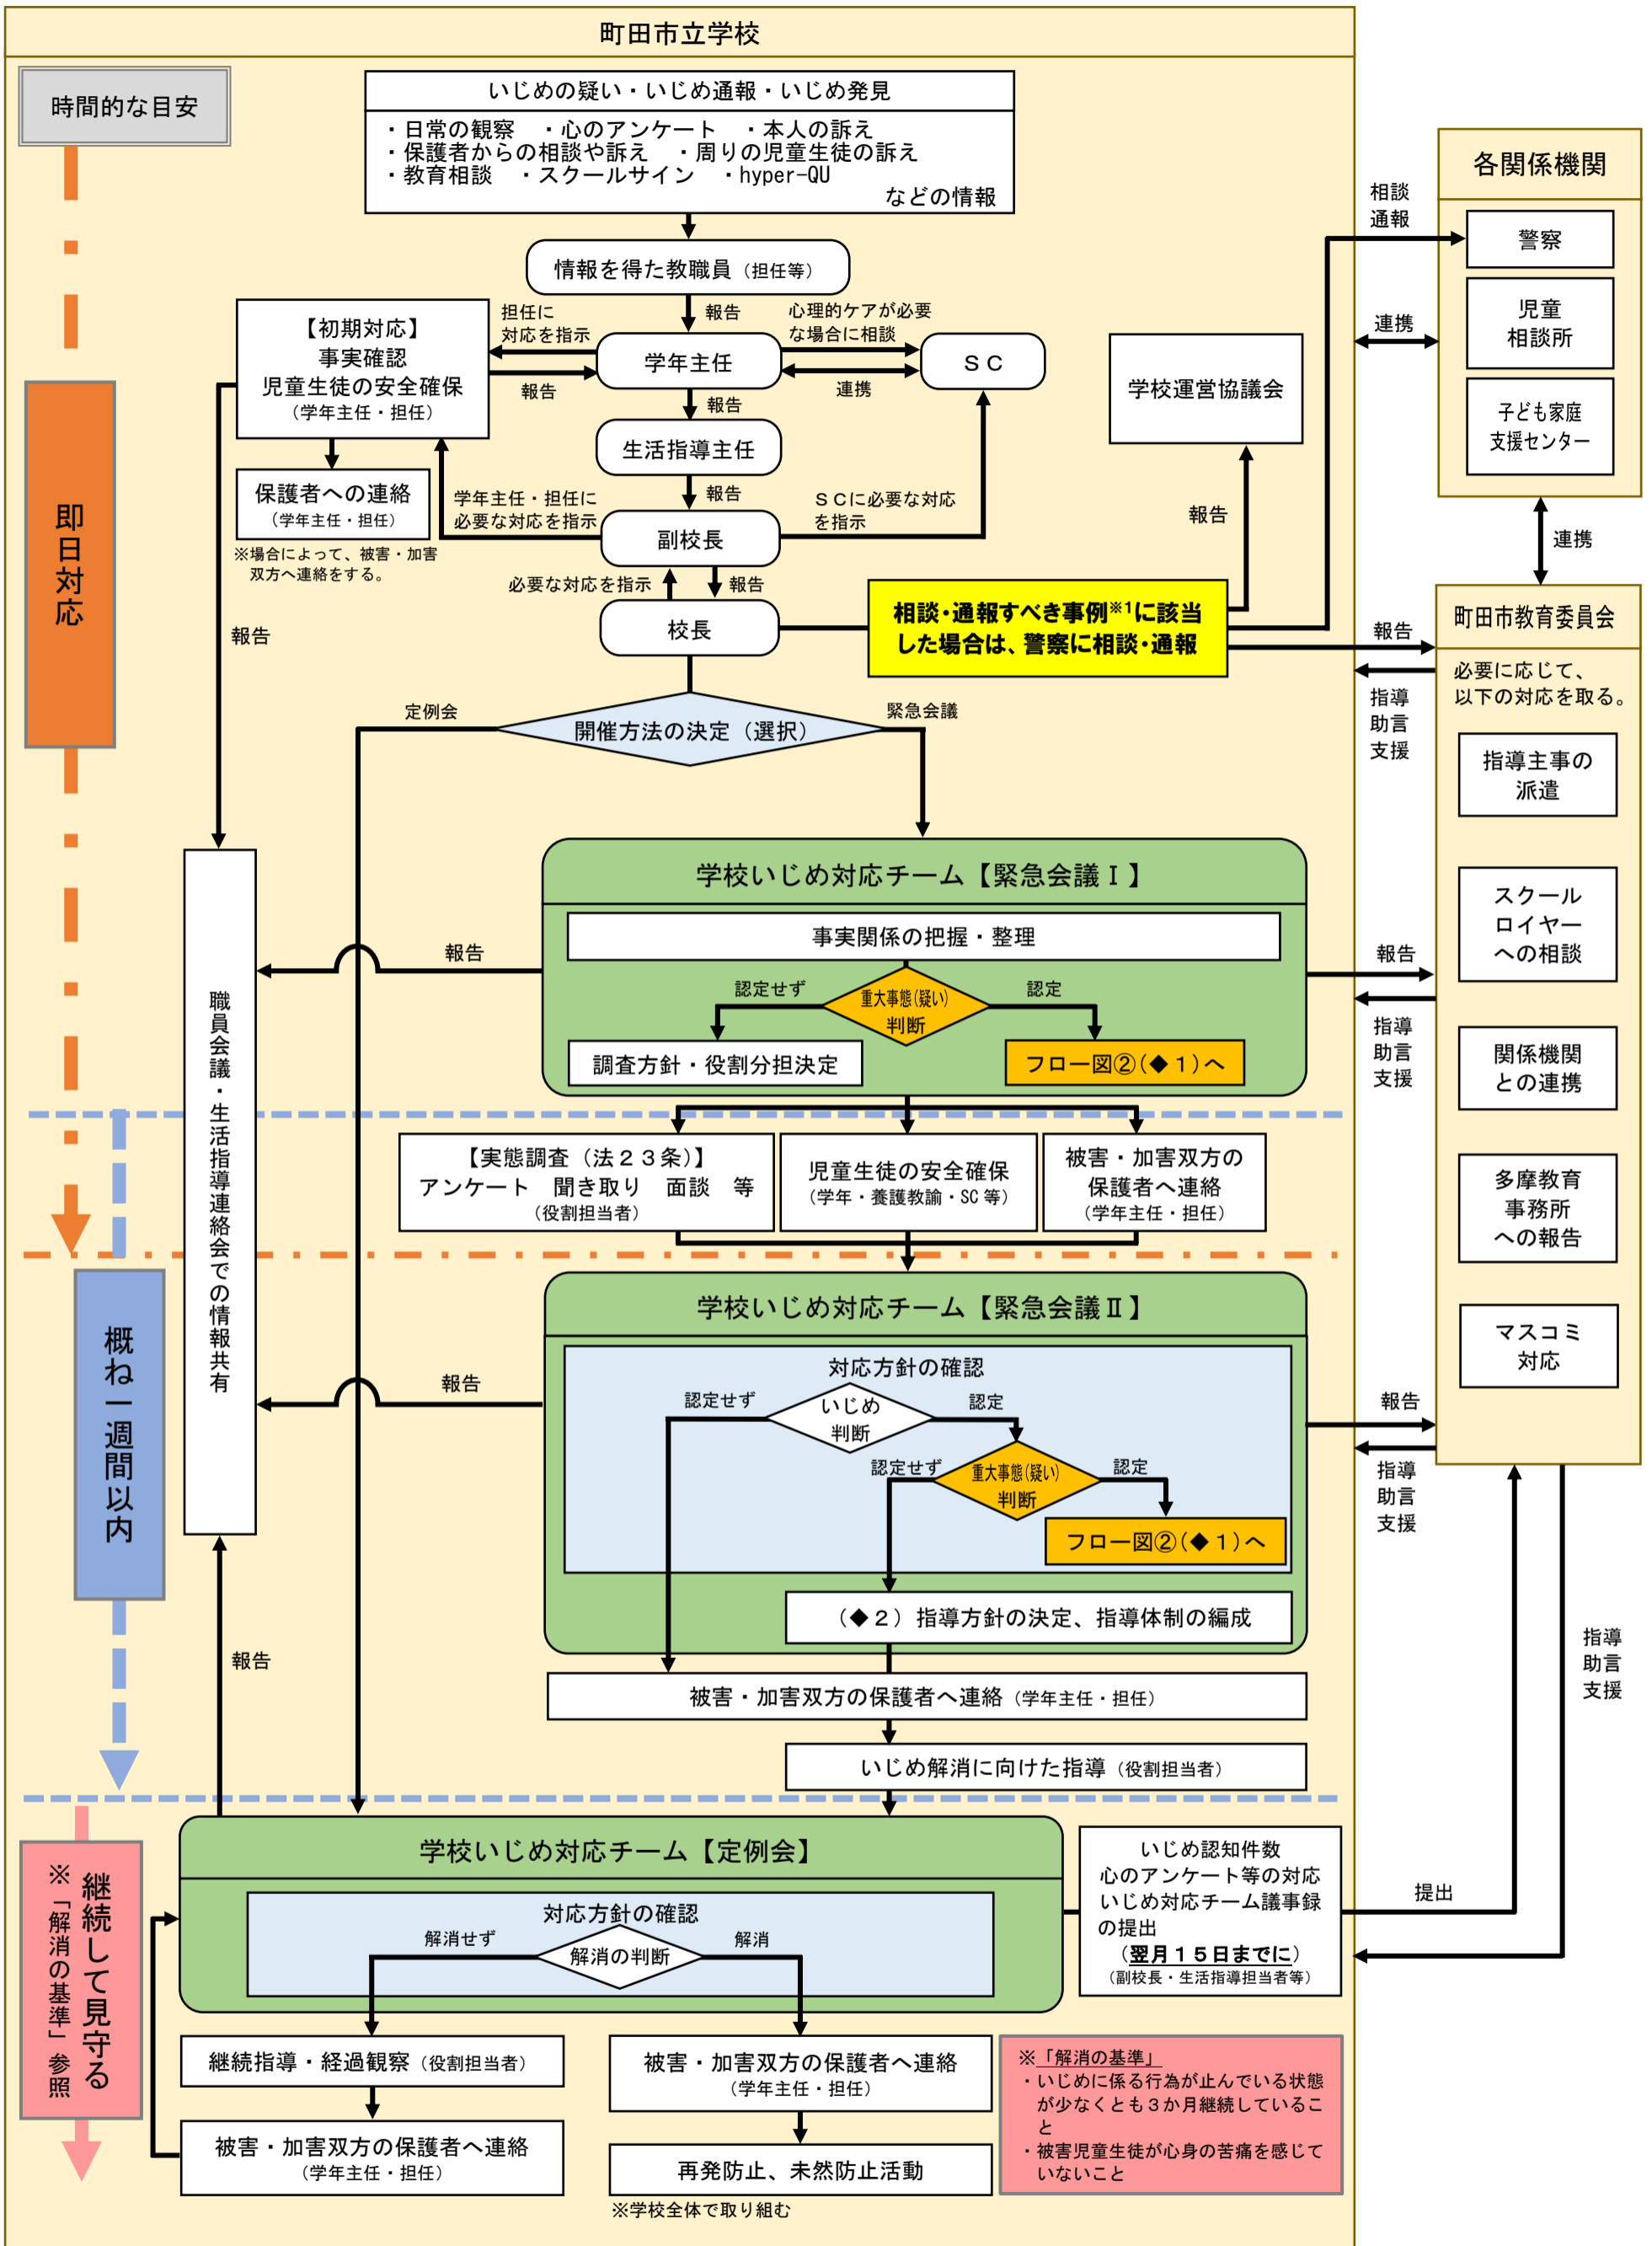 町田市立学校
時間的な目安
いじめの疑い・いじめ通報・いじめ発見
・日常の観察　・心のアンケート　・本人の訴え
・保護者からの相談や訴え　・周りの児童生徒の訴え
・教育相談　・スクールサイン　・hyper-QU
などの情報
情報を得た教職員（担任等）
報告
担任に
対応を指示
心理的ケアが必要
な場合に相談
【初期対応】
事実確認
児童生徒の安全確保
（学年主任・担任）
学年主任
ＳＣ
報告
連携
報告
生活指導主任
保護者への連絡
（学年主任・担任）
※場合によって、被害・加害
双方へ連絡をする。
学年主任・担任に
必要な対応を指示
報告
ＳＣに必要な対応
を指示
副校長
必要な対応を指示
報告
校長
学校運営協議会
報告
相談・通報すべき事例※1に該当
した場合は、警察に相談・通報
即日対応
報告
定例会
開催方法の決定（選択）
緊急会議
学校いじめ対応チーム【緊急会議Ⅰ】
事実関係の把握・整理
報告
認定せず
重大事態(疑い)
判断
認定
調査方針・役割分担決定
フロー図②(◆１)へ
職員会議・生活指導連絡会での情報共有
【実態調査（法２３条）】
アンケート　聞き取り　面談　等
（役割担当者）
児童生徒の安全確保
（学年・養護教諭・SC 等）
被害・加害双方の
保護者へ連絡
（学年主任・担任）
概ね一週間以内
学校いじめ対応チーム【緊急会議Ⅱ】
対応方針の確認
報告
認定せず
いじめ
判断
認定
認定せず
重大事態(疑い)
判断
認定
フロー図②(◆１)へ
（◆２）指導方針の決定、指導体制の編成
報告
被害・加害双方の保護者へ連絡（学年主任・担任）
いじめ解消に向けた指導（役割担当者）
継続して見守る
※「解消の基準」参照
学校いじめ対応チーム【定例会】
対応方針の確認
解消せず
解消の判断
解消
いじめ認知件数
心のアンケート等の対応
いじめ対応チーム議事録
の提出
（翌月１５日までに）
（副校長・生活指導担当者等）
継続指導・経過観察（役割担当者）
被害・加害双方の保護者へ連絡
（学年主任・担任）
被害・加害双方の保護者へ連絡
（学年主任・担任）
再発防止、未然防止活動
※学校全体で取り組む
※「解消の基準」
・いじめに係る行為が止んでいる状態
が少なくとも３か月継続しているこ
と
・被害児童生徒が心身の苦痛を感じて
いないこと
相談
通報
連携
各関係機関
警察
児童
相談所
子ども家庭
支援センター
連携
報告
指導
助言
支援
町田市教育委員会
必要に応じて、
以下の対応を取る。
指導主事の
派遣
スクール
ロイヤー
への相談
報告
指導
助言
支援
関係機関
との連携
多摩教育
事務所
への報告
マスコミ
対応
報告
指導
助言
支援
指導
助言
支援
提出